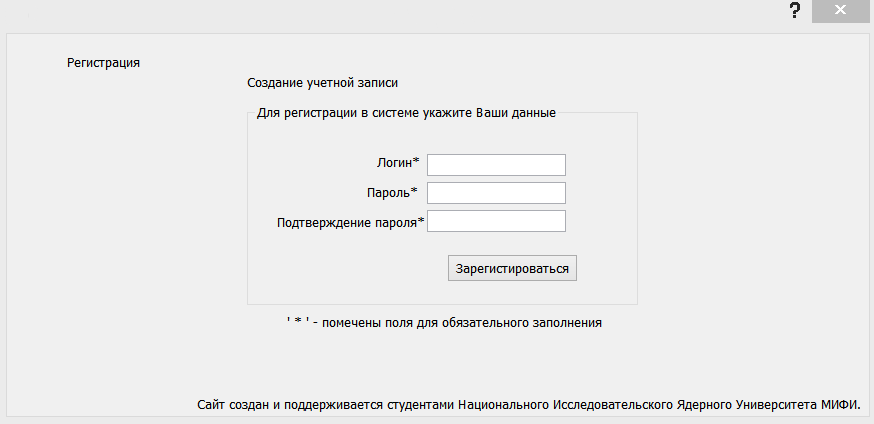 ?
Регистрация
Создание учетной записи
Для регистрации в системе укажите Ваши данные
Логин*
Пароль*
Подтверждение пароля*
Зарегистироваться
' * ' - помечены поля для обязательного заполнения
Сайт создан и поддерживается студентами Национального Исследовательского Ядерного Университета МИФИ.